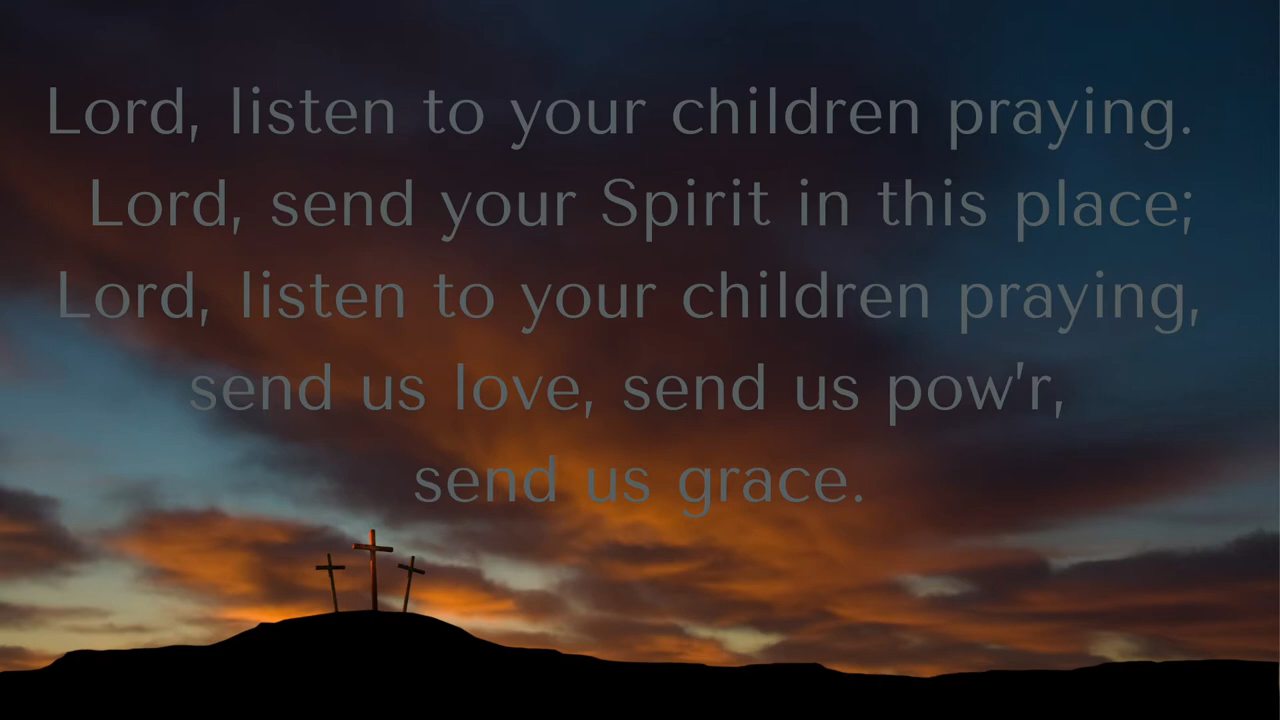 Lord, listen to your children praying.
Lord, send your Spirit in this place;
Lord, listen to your children praying,
send us love, send us pow'r,
send us grace.